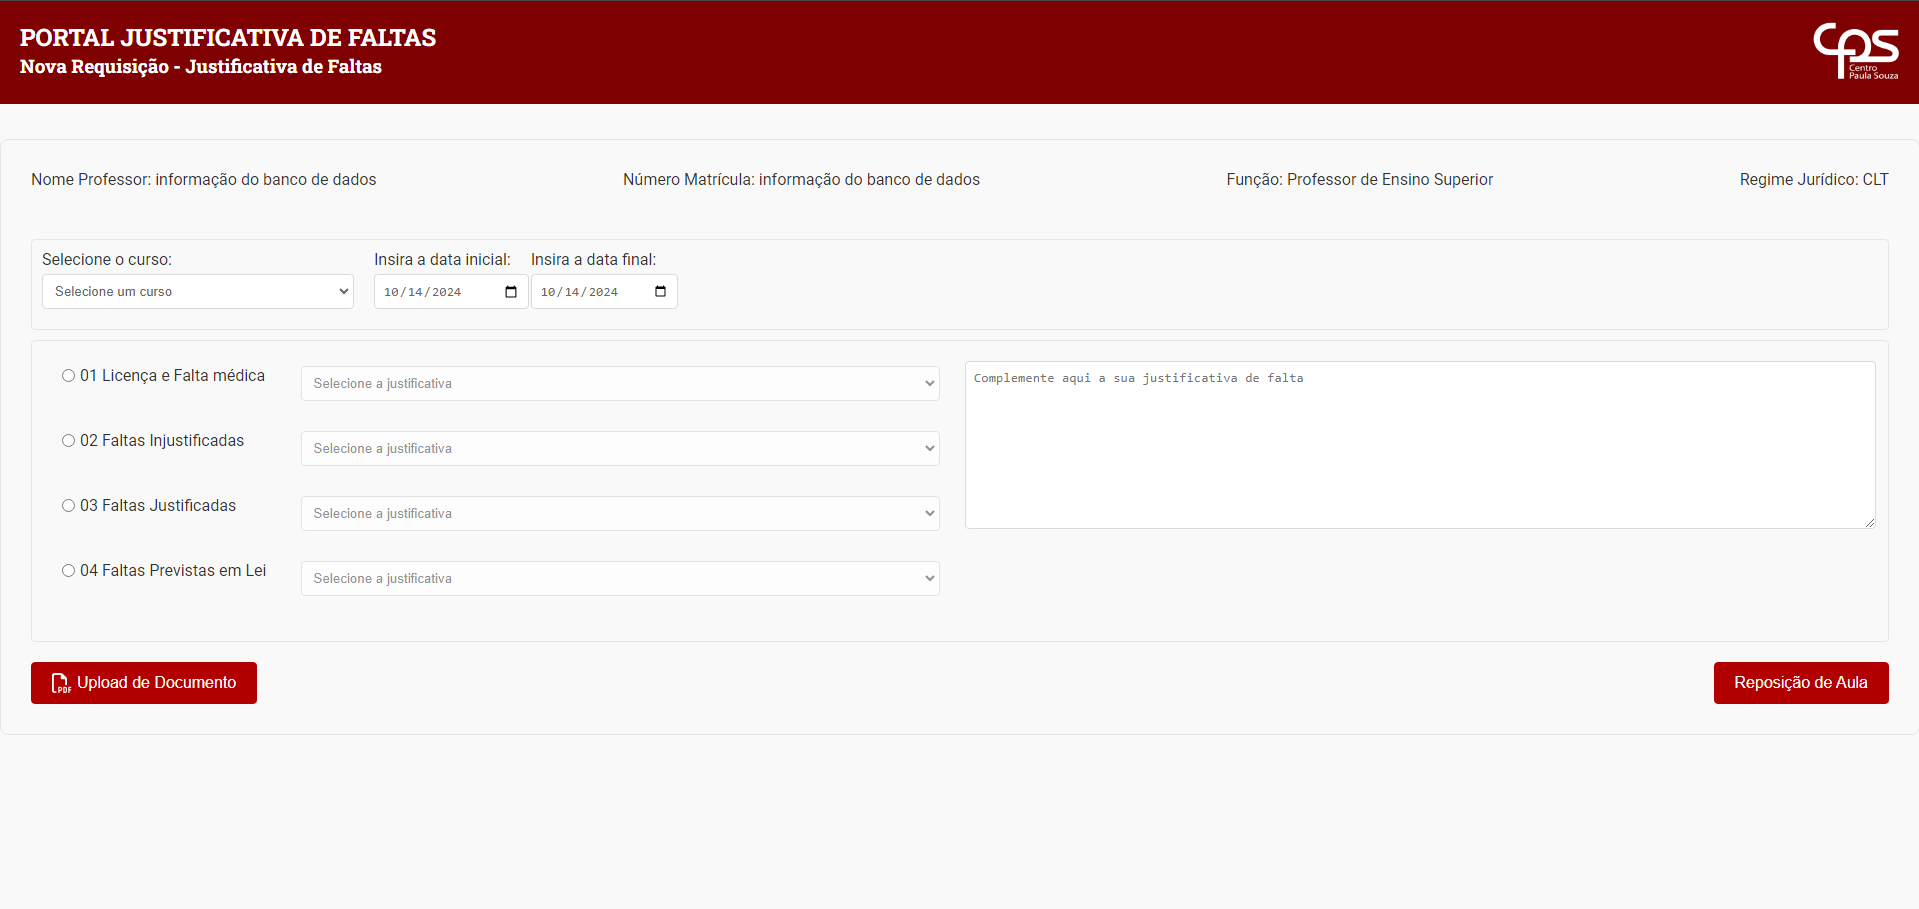 PORTAL JUSTIFICATIVA DE FALTAS
Nova Requisição - Justificativa de Faltas
cps
Centro
Paula Souza
Nome Professor: informação do banco de dados
Número Matrícula: informação do banco de dados
Função: Professor de Ensino Superior
Regime Jurídico: CLT
Selecione o curso:
Insira a data inicial:
Insira a data final:
Selecione um curso
10/14/2024
10/14/2024
01 Licença e Falta médica
Selecione a justificativa
Complemente aqui a sua justificativa de falta
02 Faltas Injustificadas
Selecione a justificativa
03 Faltas Justificadas
Selecione a justificativa
04 Faltas Previstas em Lei
Selecione a justificativa
PDF
Upload de Documento
Reposição de Aula